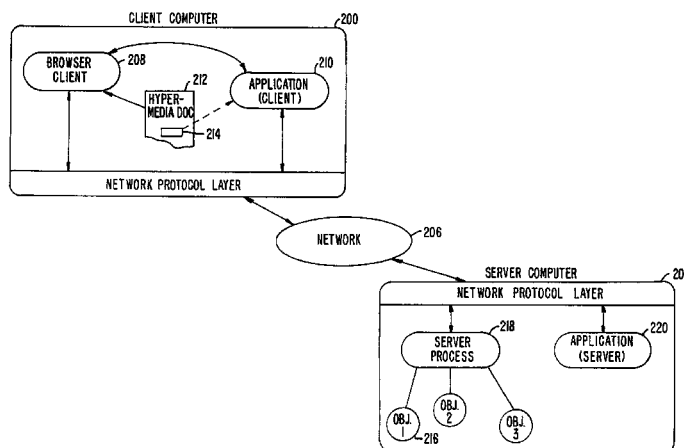 CLIENT COMPUTER
200
BROWSER
CLIENT
208
210
APPLICATION
(CLIENT)
212
HYPER-
MEDIA DOC
214
NETWORK PROTOCOL LAYER
NETWORK
206
SERVER COMPUTER
20
NETWORK PROTOCOL LAYER
218
SERVER
PROCESS
220
APPLICATION
(SERVER)
OBJ.
1
216
OBJ.
2
OBJ.
3